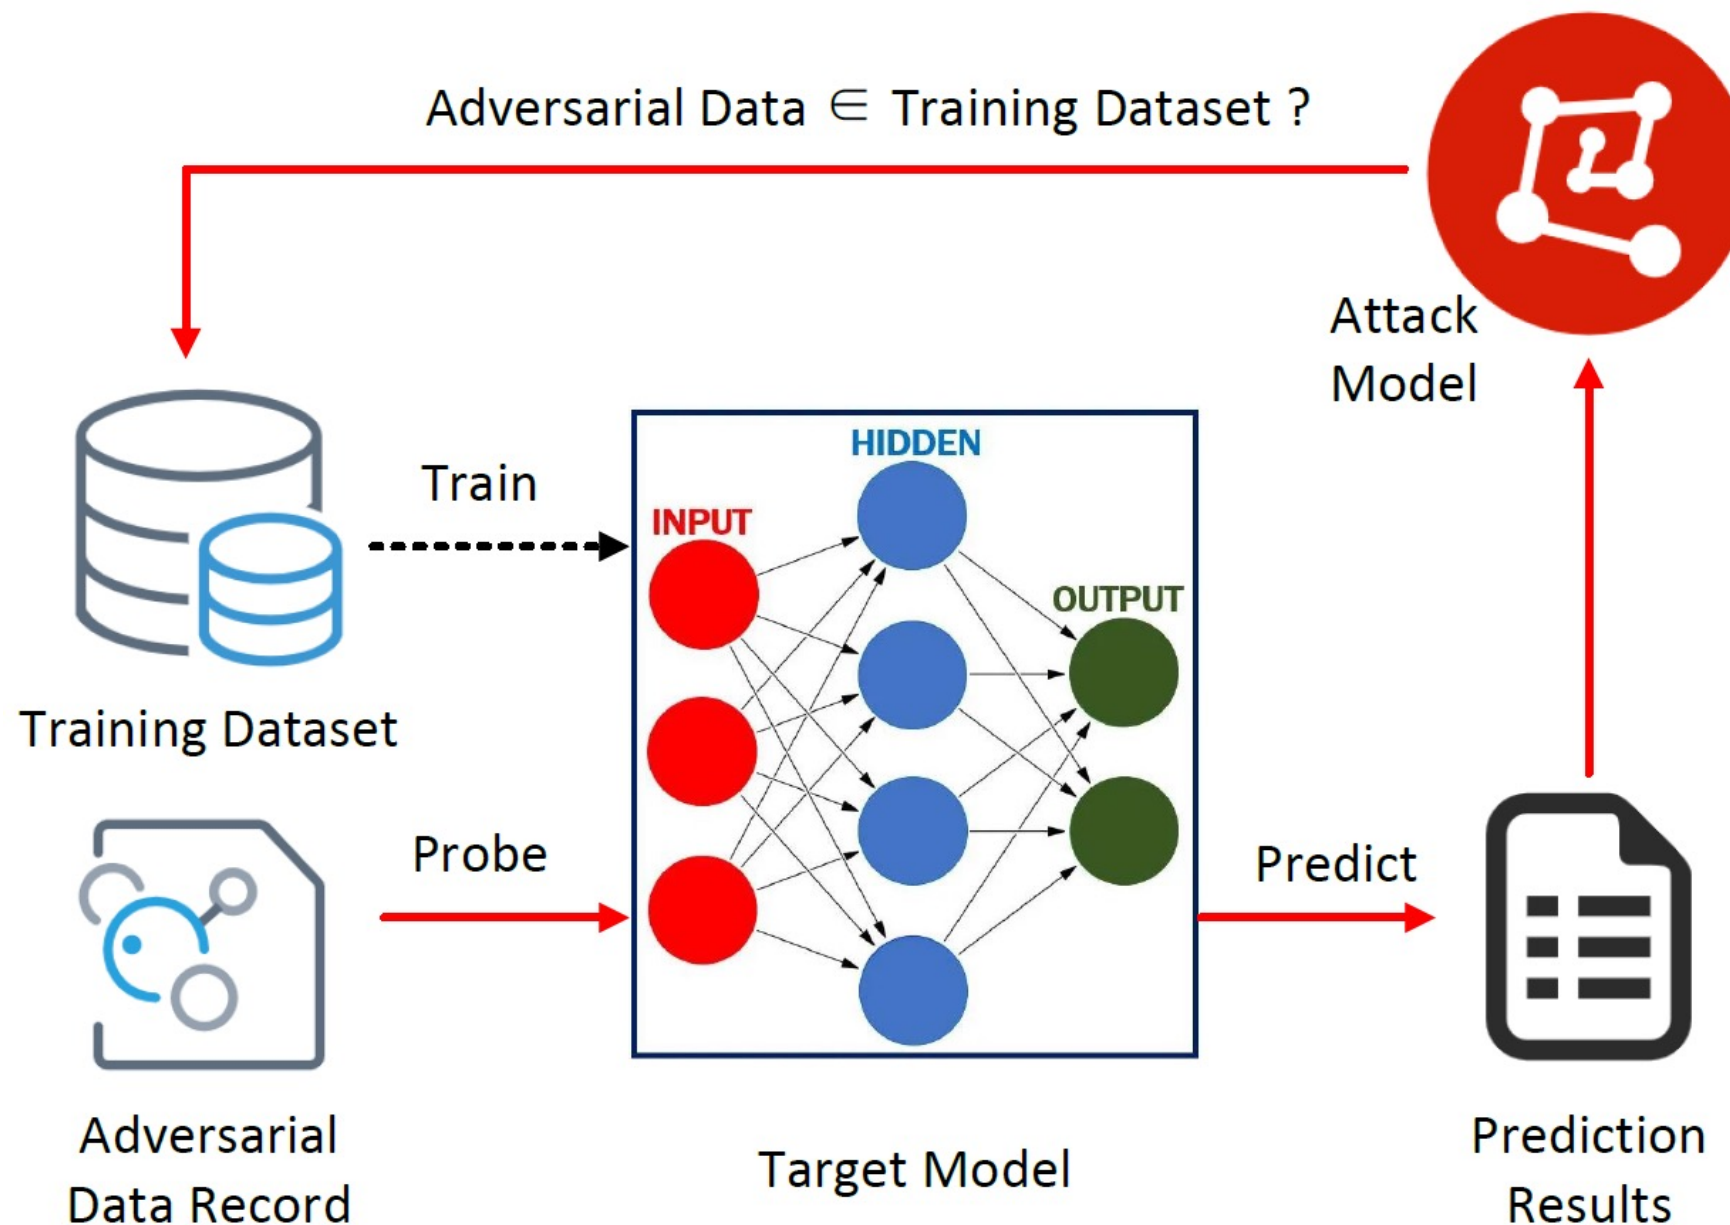 Adversarial Data ∈ Training Dataset ?
Attack
Model
Train
HIDDEN
INPUT
OUTPUT
Training Dataset
Probe
Predict
Adversarial
Data Record
Target Model
Prediction
Results